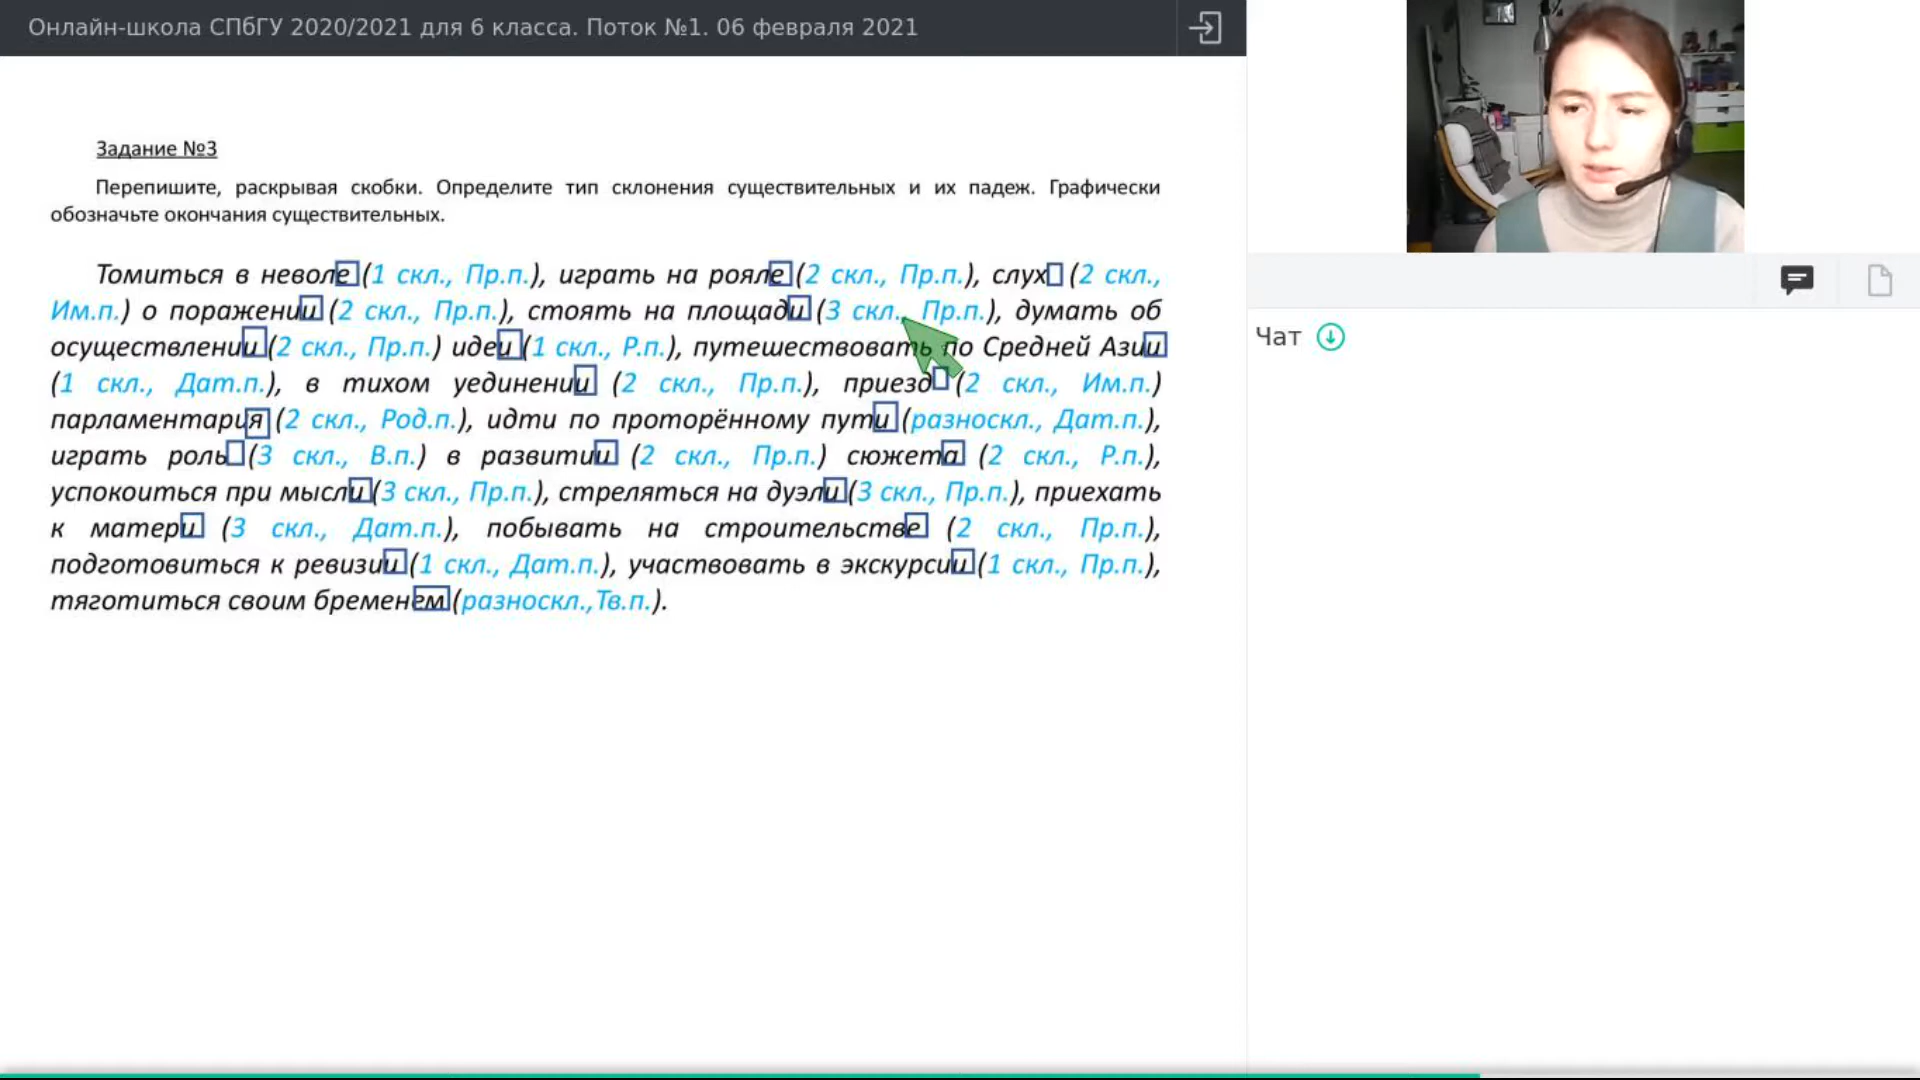 Онлайн-школа СПбГУ 2020/2021 для 6 класса. Поток №1. 06 февраля 2021
Задание №3
Перепишите, раскрывая скобки. Определите тип склонения существительных и их падеж. Графически
обозначьте окончания существительных.
Томиться в неволе (1 скл., Пр.п.), играть на рояле (2 скл., Пр.п.), слух (2 скл.,
Им.п.) о поражении (2 скл., Пр.п.), стоять на площади (3 скл., Пр.п.), думать об
осуществлении (2 скл., Пр.п.) идеи (1 скл., Р.п.), путешествовать по Средней Азии
(1 скл., Дат.п.), в тихом уединении (2 скл., Пр.п.), приезд (2 скл., Им.п.)
парламентария (2 скл., Род.п.), идти по проторённому пути (разноскл., Дат.п.),
играть роль (3 скл., В.п.) в развитии (2 скл., Пр.п.) сюжета (2 скл., Р.п.),
успокоиться при мысли (3 скл., Пр.п.), стреляться на дуэли (3 скл., Пр.п.), приехать
к матери (3 скл., Дат.п.), побывать на строительстве (2 скл., Пр.п.),
подготовиться к ревизии (1 скл., Дат.п.), участвовать в экскурсии (1 скл., Пр.п.),
тяготиться своим бременем (разноскл.,Тв.п.).
Чат